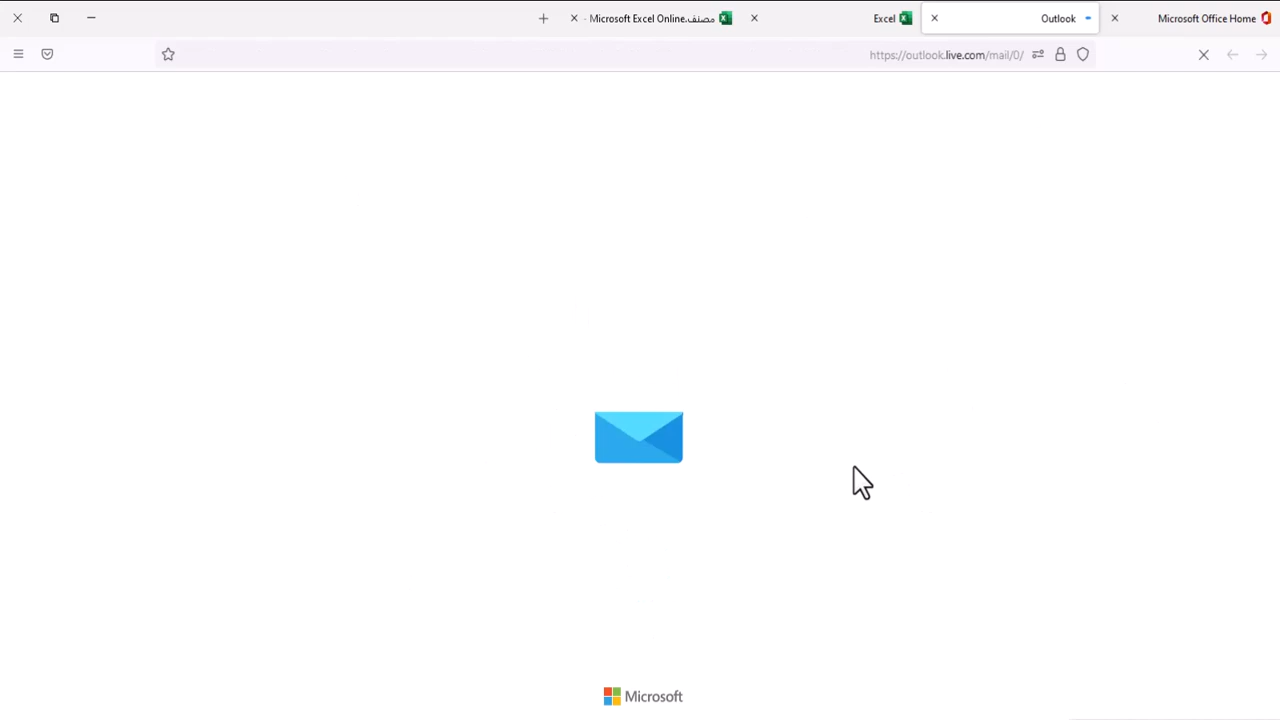 Microsoft Office Home
Outlook
Excel
مصنف.Microsoft Excel Online -
https://outlook.live.com/mail/0/
Microsoft